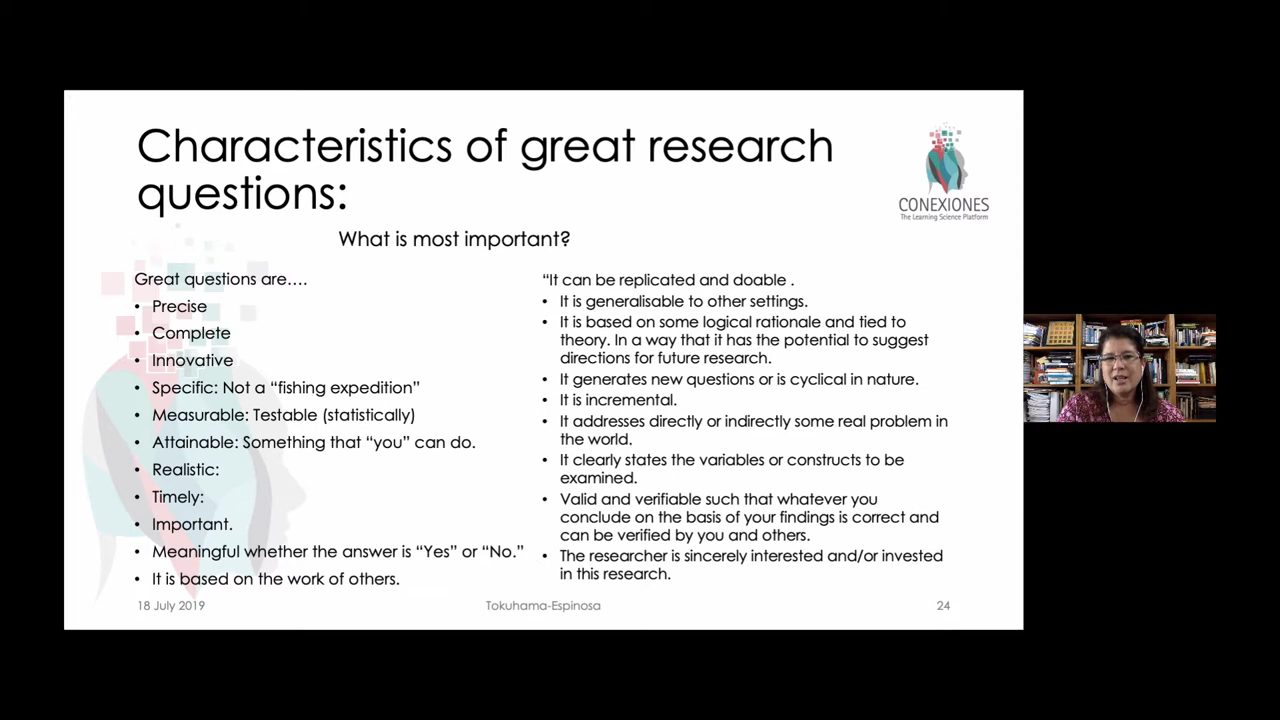 Characteristics of great research
questions:
CONEXIONES
The Learning Science Platform
What is most important?
Great questions are….
• Precise
• Complete
• Innovative
• Specific: Not a “fishing expedition”
• Measurable: Testable (statistically)
• Attainable: Something that “you” can do.
• Realistic:
• Timely:
• Important.
• Meaningful whether the answer is “Yes” or “No.”
• It is based on the work of others.
“It can be replicated and doable .
• It is generalisable to other settings.
• It is based on some logical rationale and tied to
theory. In a way that it has the potential to suggest
directions for future research.
• It generates new questions or is cyclical in nature.
• It is incremental.
• It addresses directly or indirectly some real problem in
the world.
• It clearly states the variables or constructs to be
examined.
• Valid and verifiable such that whatever you
conclude on the basis of your findings is correct and
can be verified by you and others.
• The researcher is sincerely interested and/or invested
in this research.
18 July 2019
Tokuhama-Espinosa
24